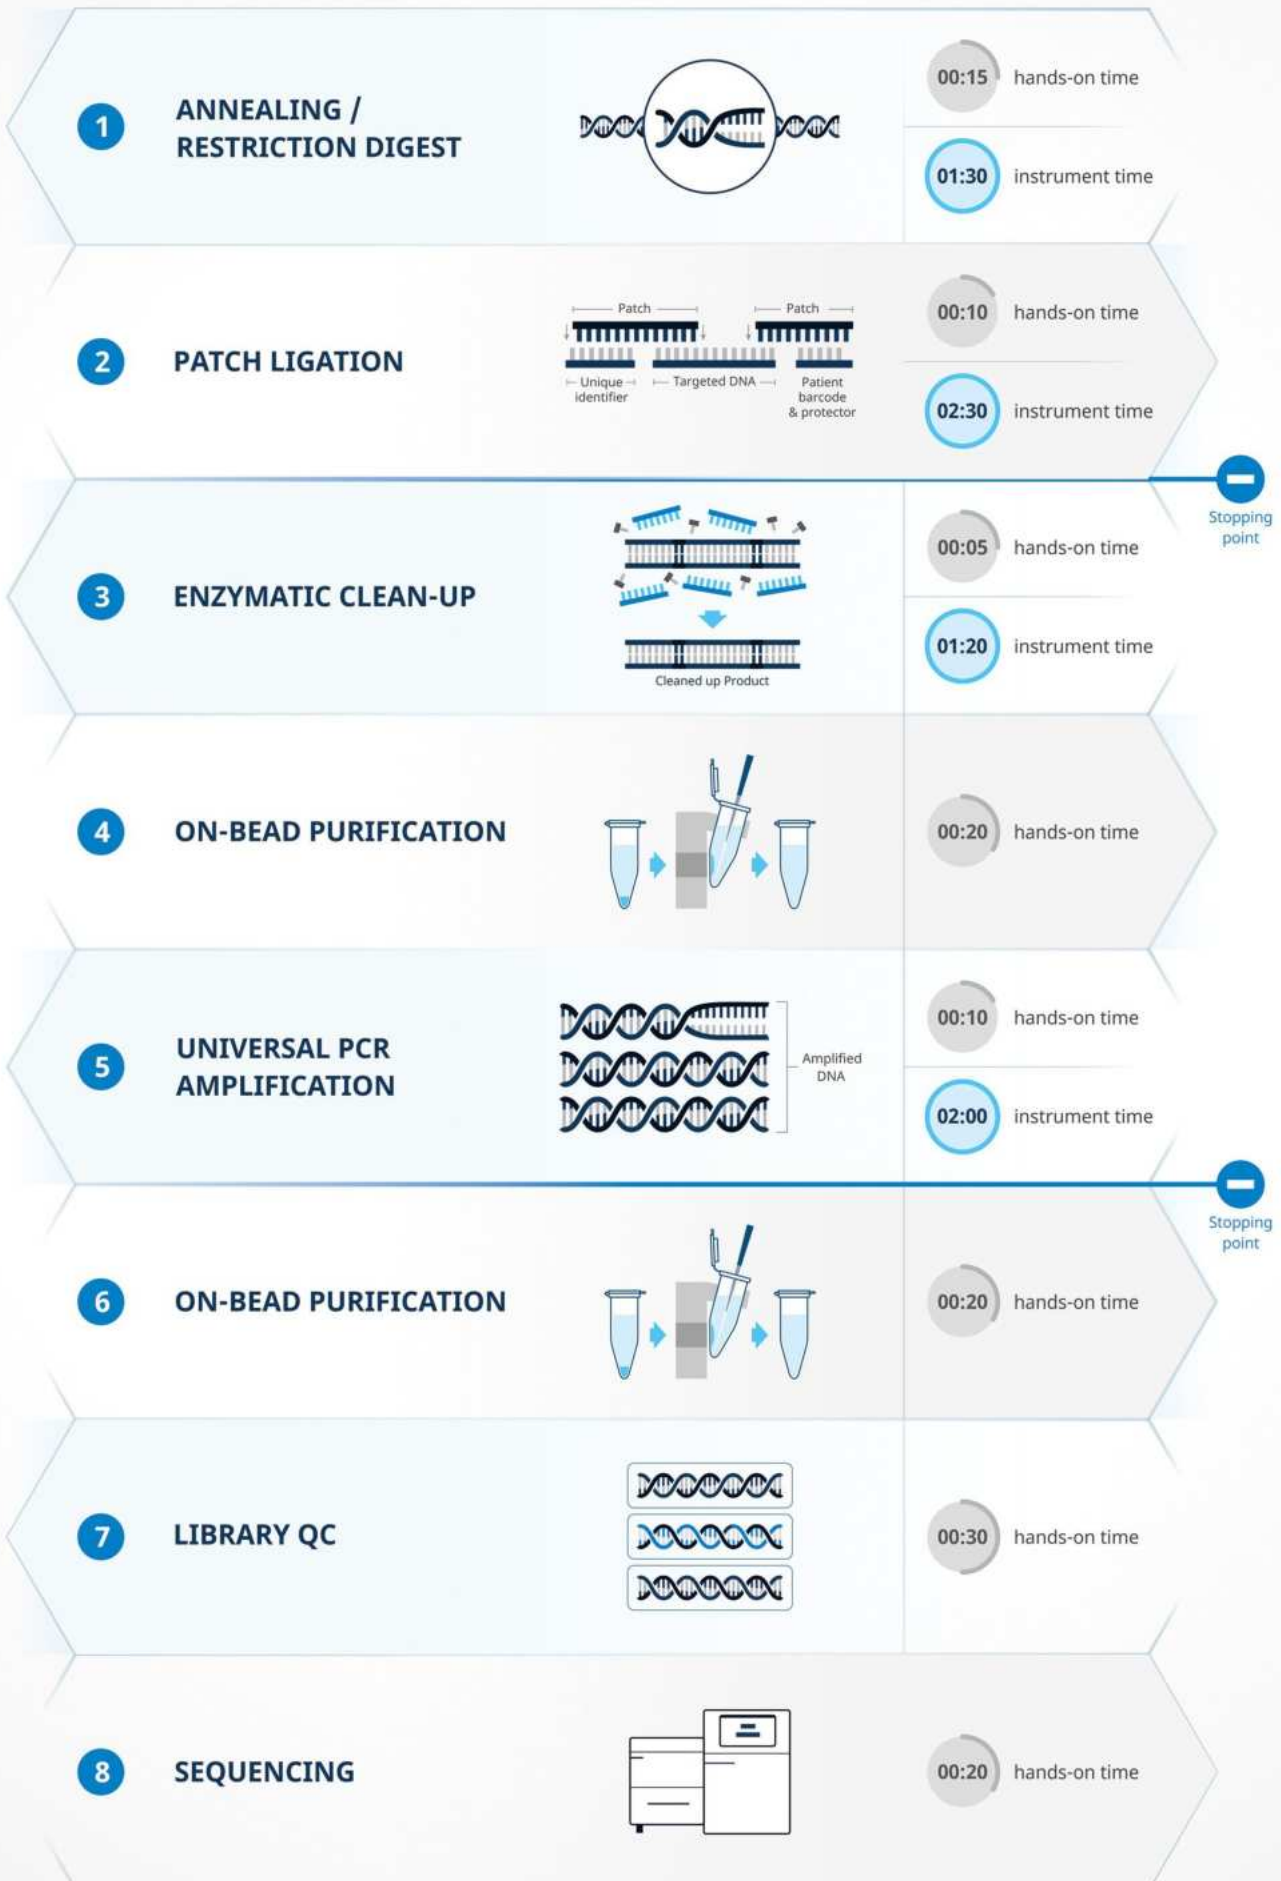 1
ANNEALING /
RESTRICTION DIGEST
00:15 hands-on time
01:30 instrument time
2
PATCH LIGATION
Patch
Patch
Unique
identifier
Targeted DNA
Patient
barcode
& protector
00:10 hands-on time
02:30 instrument time
Stopping
point
3
ENZYMATIC CLEAN-UP
Cleaned up Product
00:05 hands-on time
01:20 instrument time
4
ON-BEAD PURIFICATION
00:20 hands-on time
5
UNIVERSAL PCR
AMPLIFICATION
Amplified
DNA
00:10 hands-on time
02:00 instrument time
Stopping
point
6
ON-BEAD PURIFICATION
00:20 hands-on time
7
LIBRARY QC
00:30 hands-on time
8
SEQUENCING
00:20 hands-on time